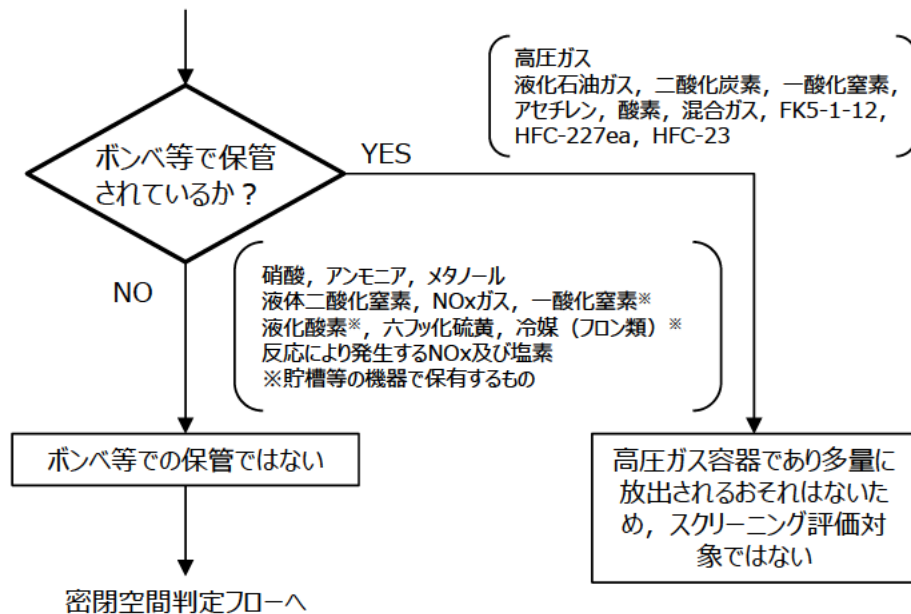 高圧ガス
液化石油ガス，二酸化炭素，一酸化窒素，
アセチレン，酸素，混合ガス，FK5-1-12，
HFC-227ea，HFC-23
ボンベ等で保管
されているか？
YES
NO
硝酸，アンモニア，メタノール
液体二酸化窒素，NOxガス，一酸化窒素※
液化酸素※，六フッ化硫黄，冷媒（フロン類）※
反応により発生するNOx及び塩素
※貯槽等の機器で保有するもの
ボンベ等での保管ではない
高圧ガス容器であり多量に
放出されるおそれはないた
め，スクリーニング評価対
象ではない
密閉空間判定フローへ